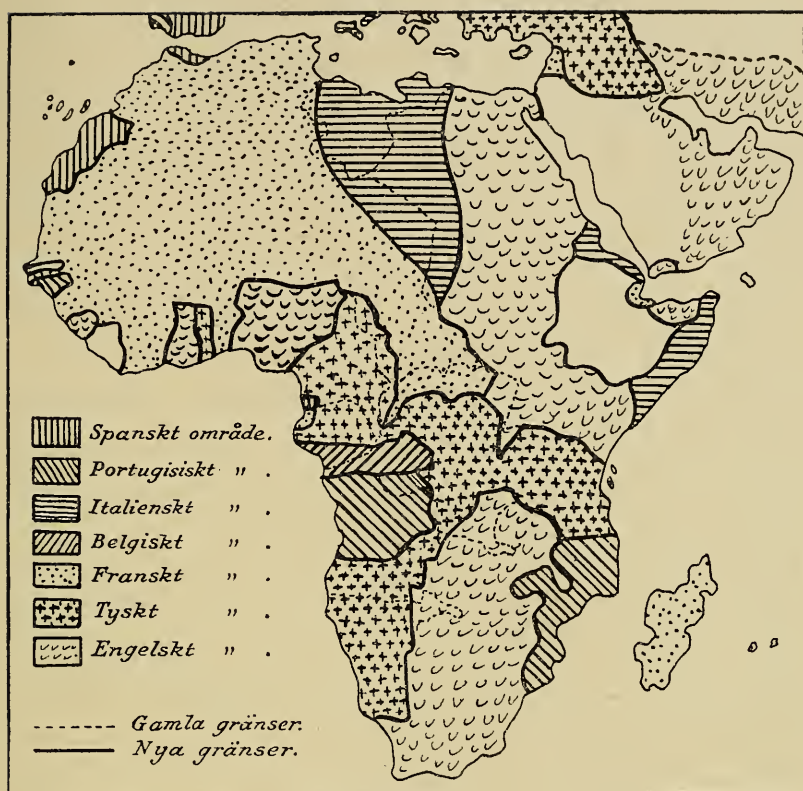 Spanskt område.
Portugisiskt " .
Italienskt " .
Belgiskt " .
Franskt " .
Tyskt " .
Engelskt " .
Gamla gränser.
Nya gränser.